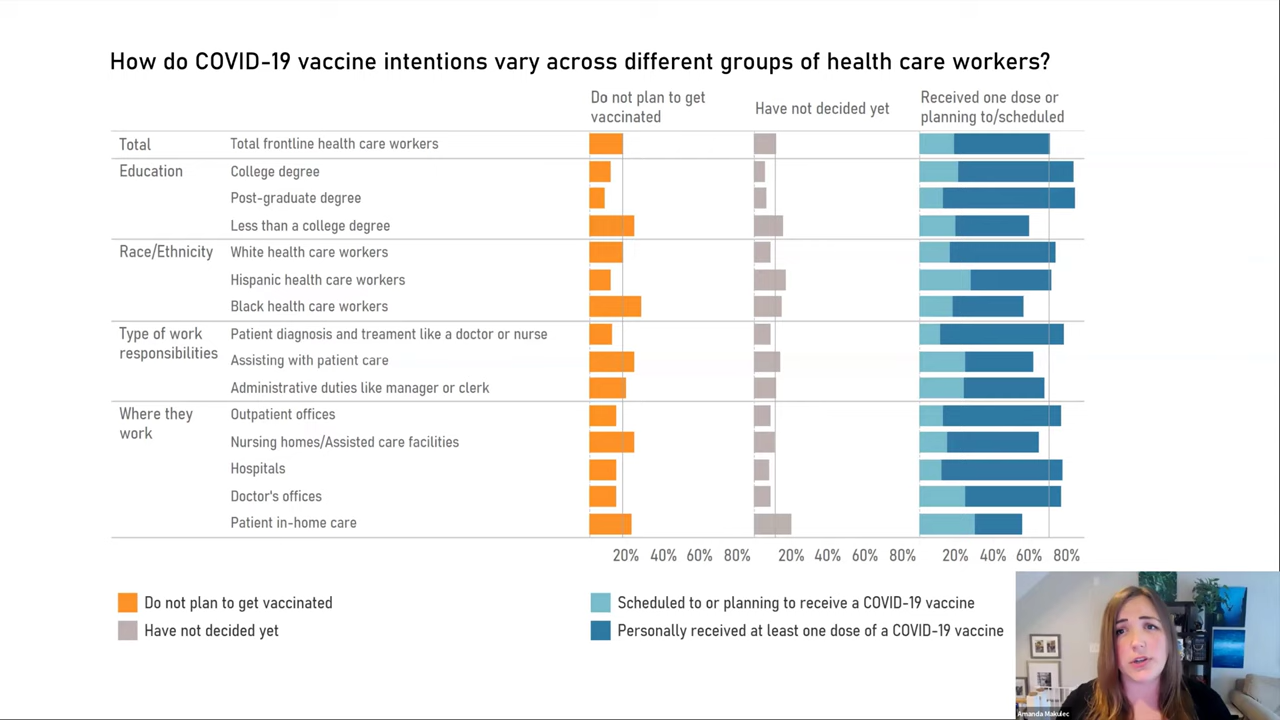 How do COVID-19 vaccine intentions vary across different groups of health care workers?
Do not plan to get
vaccinated
Have not decided yet
Received one dose or
planning to/scheduled
Total
Total frontline health care workers
Education
College degree
Post-graduate degree
Less than a college degree
Race/Ethnicity
White health care workers
Hispanic health care workers
Black health care workers
Type of work
responsibilities
Patient diagnosis and treament like a doctor or nurse
Assisting with patient care
Administrative duties like manager or clerk
Where they
work
Outpatient offices
Nursing homes/Assisted care facilities
Hospitals
Doctor's offices
Patient in-home care
20% 40% 60% 80% 20% 40% 60% 80% 20% 40% 60% 80%
Do not plan to get vaccinated
Have not decided yet
Scheduled to or planning to receive a COVID-19 vaccine
Personally received at least one dose of a COVID-19 vaccine
Amanda Makulec